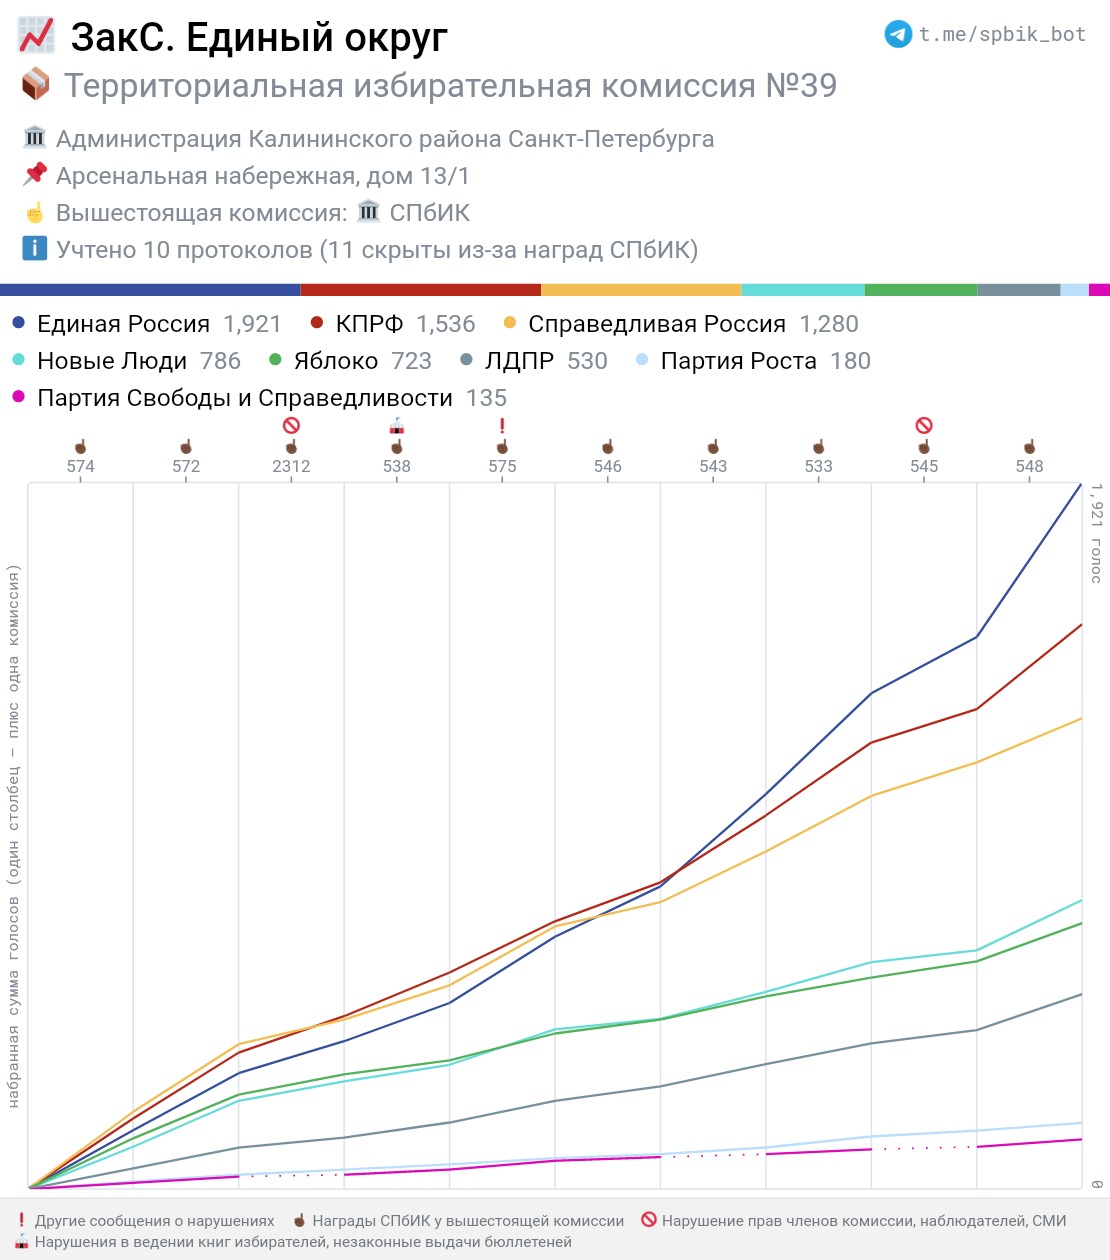 ЗакС. Единый округ
t.me/spbik_bot
Территориальная избирательная комиссия №39
Администрация Калининского района Санкт-Петербурга
Арсенальная набережная, дом 13/1
Вышестоящая комиссия: СПбИК
Учтено 10 протоколов (11 скрыты из-за наград СПбИК)
Единая Россия 1,921 КПРФ 1,536 Справедливая Россия 1,280
Новые Люди 786 Яблоко 723 ЛДПР 530 Партия Роста 180
Партия Свободы и Справедливости 135
574 572 2312 538 575 546 543 533 545 548
1,921 голос
набранная сумма голосов (один столбец – плюс одна комиссия)
0
Другие сообщения о нарушениях Награды СПбИК у вышестоящей комиссии Нарушение прав членов комиссии, наблюдателей, СМИ
Нарушения в ведении книг избирателей, незаконные выдачи бюллетеней